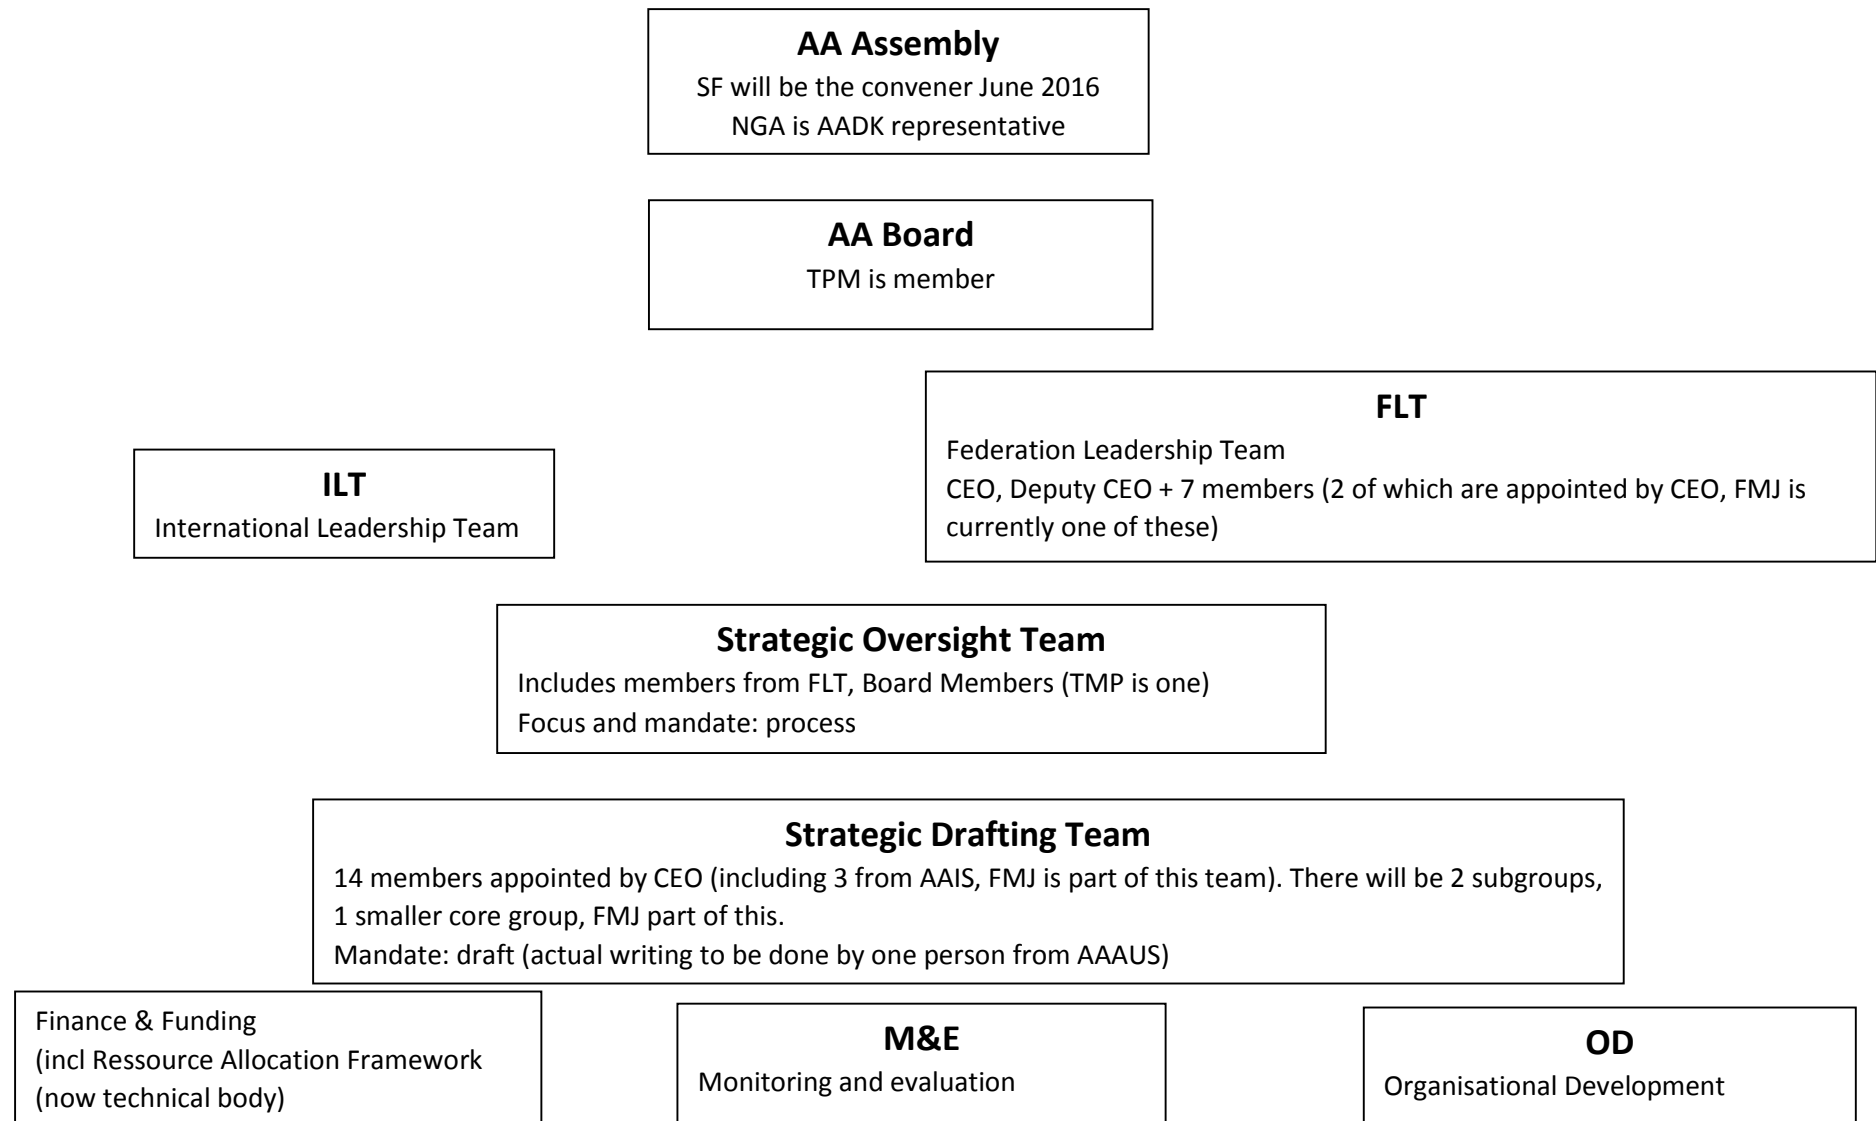 AA Assembly
SF will be the convener June 2016
NGA is AADK representative
AA Board
TPM is member
FLT
Federation Leadership Team
CEO, Deputy CEO + 7 members (2 of which are appointed by CEO, FMJ is
currently one of these)
ILT
International Leadership Team
Strategic Oversight Team
Includes members from FLT, Board Members (TMP is one)
Focus and mandate: process
Strategic Drafting Team
14 members appointed by CEO (including 3 from AAIS, FMJ is part of this team). There will be 2 subgroups,
1 smaller core group, FMJ part of this.
Mandate: draft (actual writing to be done by one person from AAAUS)
Finance & Funding
(incl Ressource Allocation Framework
(now technical body)
M&E
Monitoring and evaluation
OD
Organisational Development